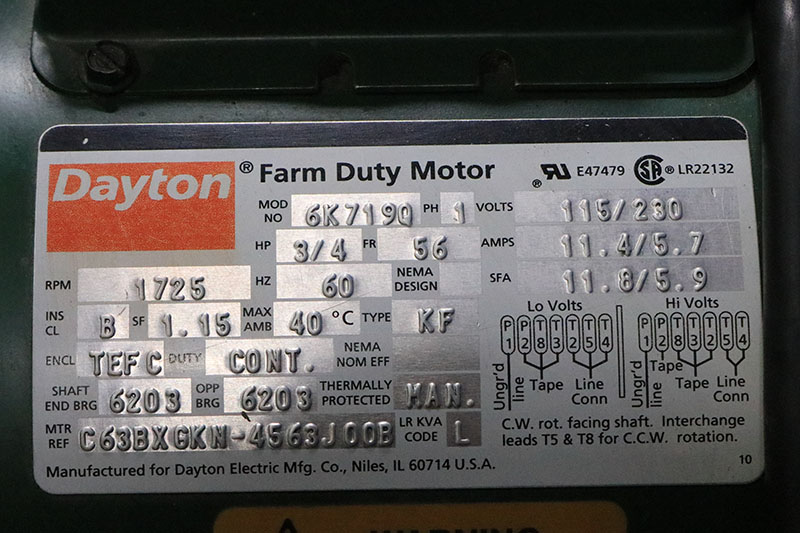 Dayton ® Farm Duty Motor ® RU E47479 SA ® LR22132
MOD NO 6K719Q PH 1 VOLTS 115/230
HP 3/4 FR 56 AMPS 11.4/5.7
RPM 1725 HZ 60 NEMA DESIGN SFA 11.8/5.9
INS CL B SF 1.15 MAX AMB 40 °C TYPE KF
ENCL TEFC DUTY CONT. NEMA NOM EFF
SHAFT END BRG 6203 OPP BRG 6203 THERMALLY PROTECTED MAN.
MTR REF C63BXGKN-4563J00B LR KVA CODE L
Manufactured for Dayton Electric Mfg. Co., Niles, IL 60714 U.S.A.
Lo Volts Hi Volts
P1 P2 T8 T3 T2 T5 T4 P1 P2 T8 T3 T2 T5 T4
Ungr'd line Tape Line Conn Ungr'd line Tape Tape Line Conn
C.W. rot. facing shaft. Interchange
leads T5 & T8 for C.C.W. rotation.
10
WARNING